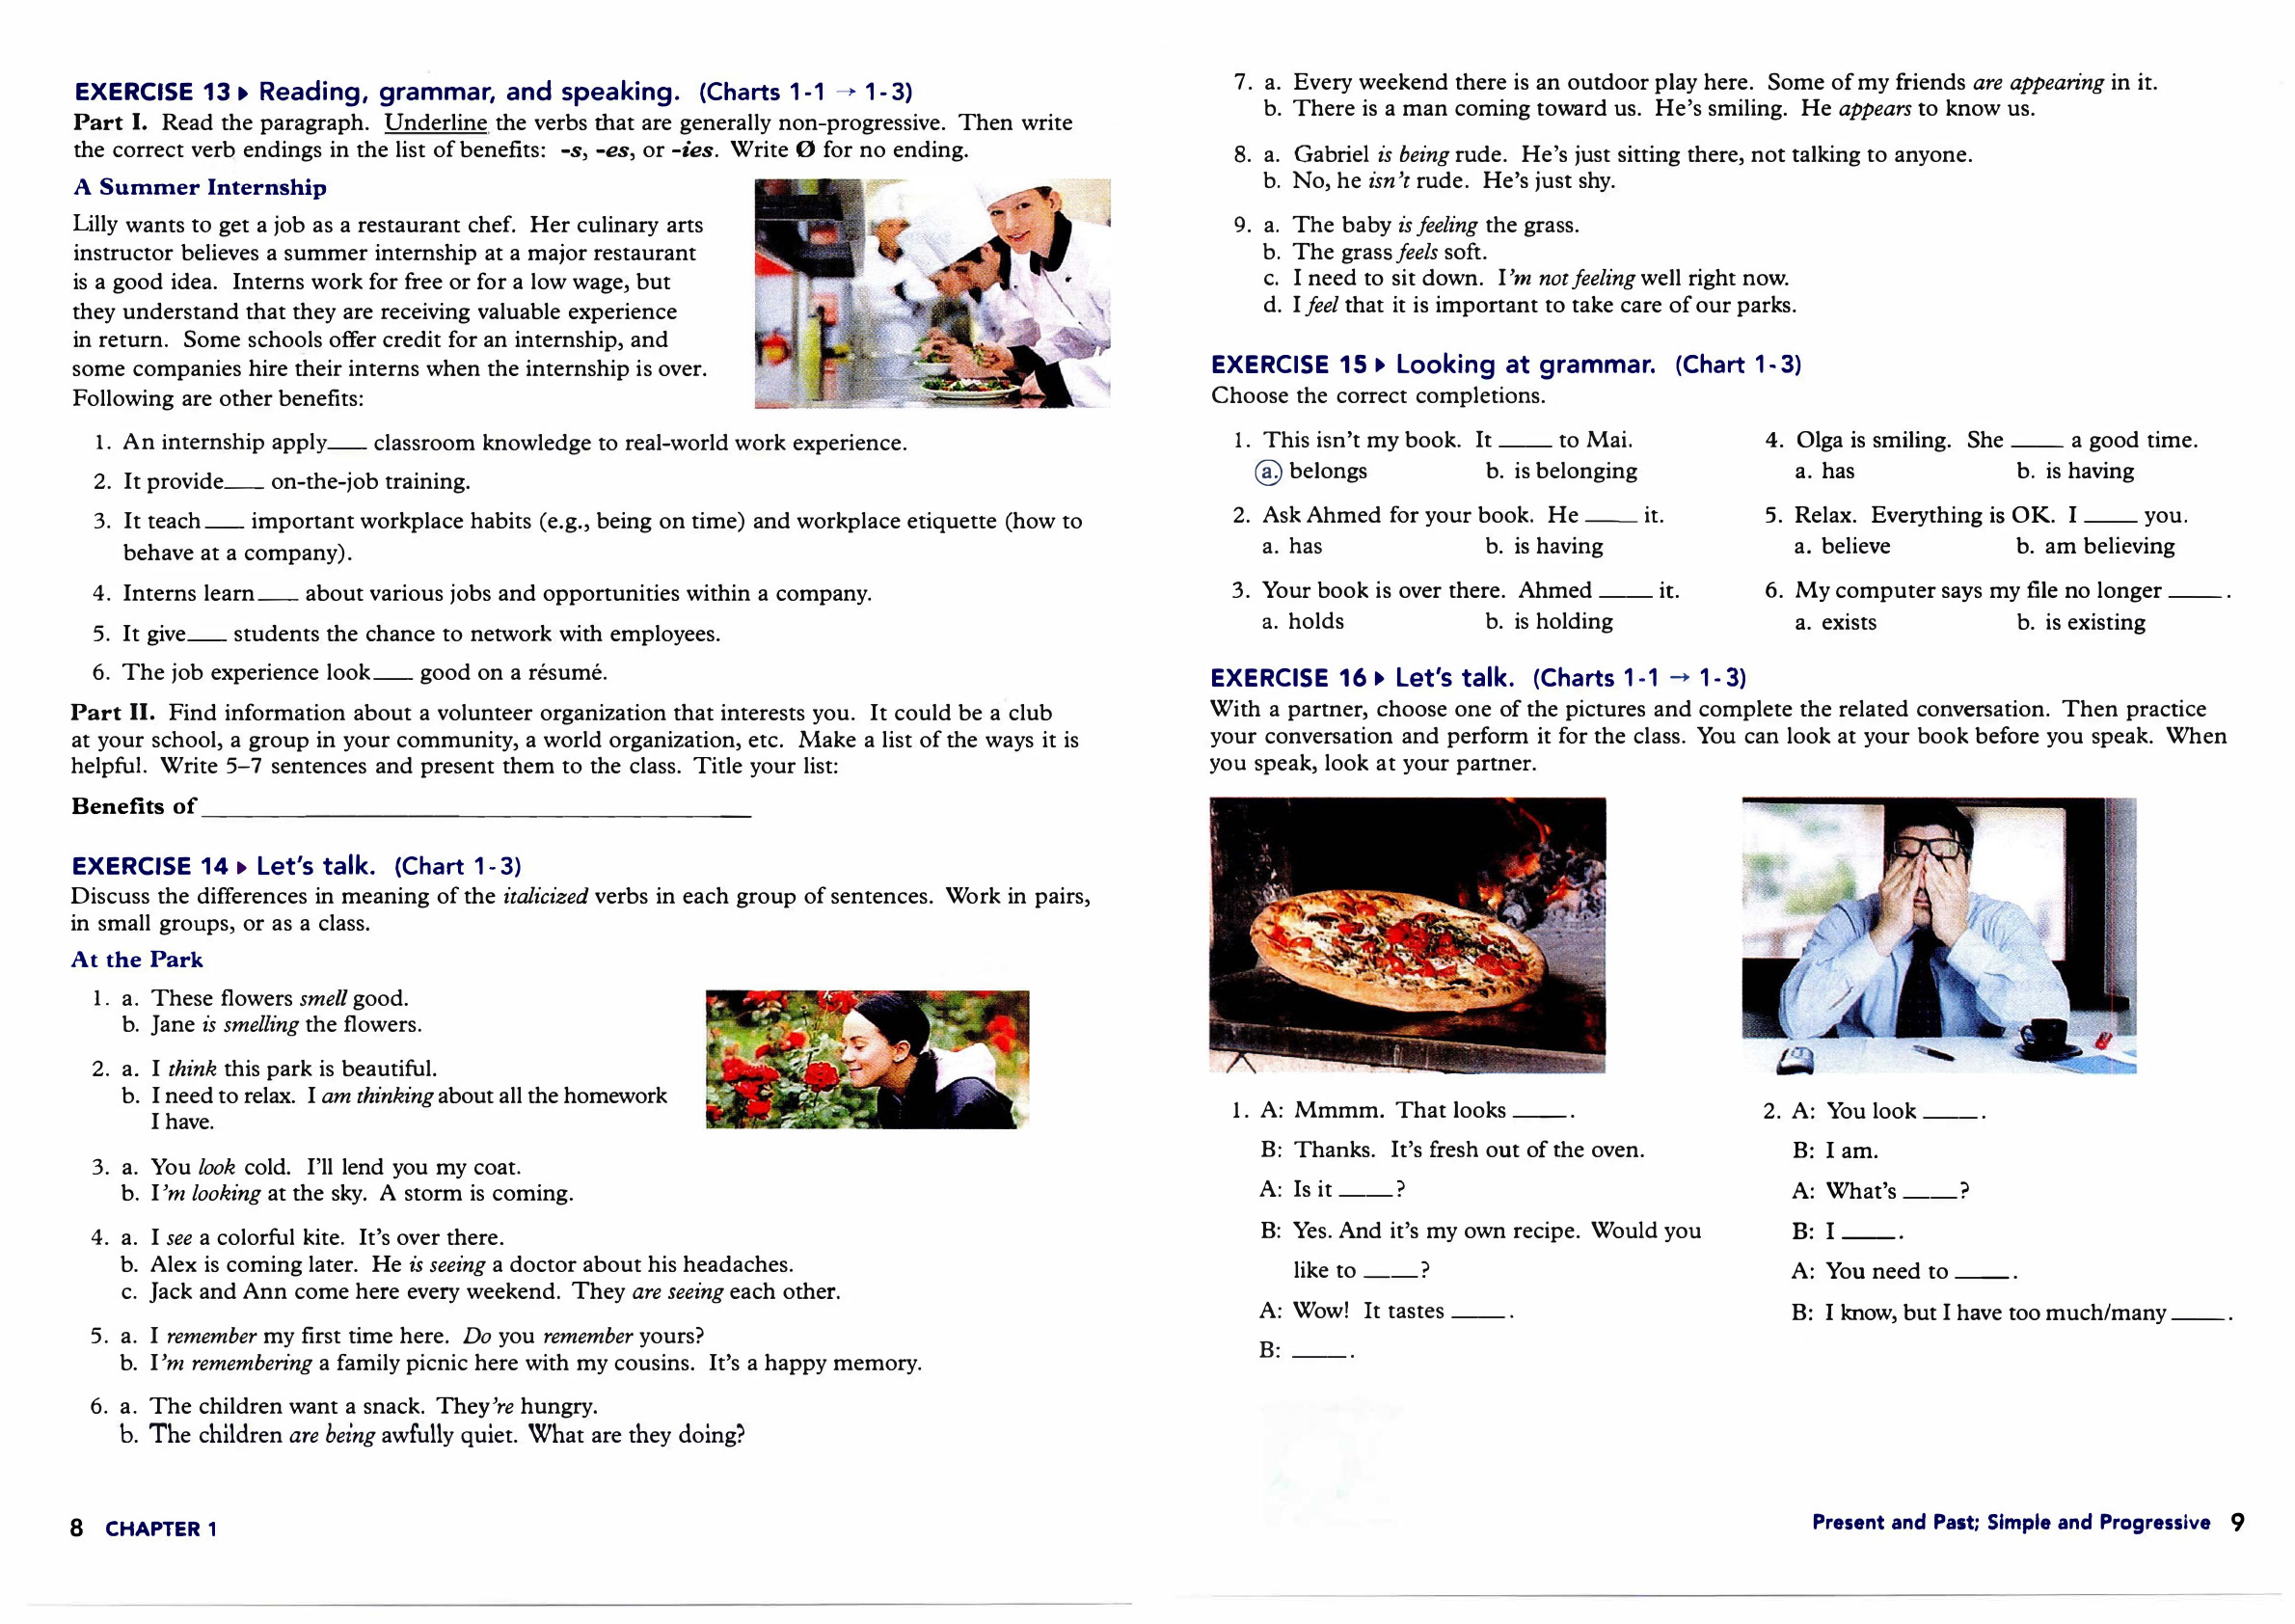 EXERCISE 13 ▸ Reading, grammar, and speaking. (Charts 1-1 → 1-3)
Part I. Read the paragraph. Underline the verbs that are generally non-progressive. Then write
the correct verb endings in the list of benefits: -s, -es, or -ies. Write Ø for no ending.
A Summer Internship
Lilly wants to get a job as a restaurant chef. Her culinary arts
instructor believes a summer internship at a major restaurant
is a good idea. Interns work for free or for a low wage, but
they understand that they are receiving valuable experience
in return. Some schools offer credit for an internship, and
some companies hire their interns when the internship is over.
Following are other benefits:
1. An internship apply____ classroom knowledge to real-world work experience.
2. It provide____ on-the-job training.
3. It teach____ important workplace habits (e.g., being on time) and workplace etiquette (how to
behave at a company).
4. Interns learn____ about various jobs and opportunities within a company.
5. It give____ students the chance to network with employees.
6. The job experience look____ good on a résumé.
Part II. Find information about a volunteer organization that interests you. It could be a club
at your school, a group in your community, a world organization, etc. Make a list of the ways it is
helpful. Write 5–7 sentences and present them to the class. Title your list:
Benefits of ____________________
EXERCISE 14 ▸ Let's talk. (Chart 1-3)
Discuss the differences in meaning of the italicized verbs in each group of sentences. Work in pairs,
in small groups, or as a class.
At the Park
1. a. These flowers smell good.
b. Jane is smelling the flowers.
2. a. I think this park is beautiful.
b. I need to relax. I am thinking about all the homework
I have.
3. a. You look cold. I'll lend you my coat.
b. I'm looking at the sky. A storm is coming.
4. a. I see a colorful kite. It's over there.
b. Alex is coming later. He is seeing a doctor about his headaches.
c. Jack and Ann come here every weekend. They are seeing each other.
5. a. I remember my first time here. Do you remember yours?
b. I'm remembering a family picnic here with my cousins. It's a happy memory.
6. a. The children want a snack. They're hungry.
b. The children are being awfully quiet. What are they doing?
8 CHAPTER 1
7. a. Every weekend there is an outdoor play here. Some of my friends are appearing in it.
b. There is a man coming toward us. He's smiling. He appears to know us.
8. a. Gabriel is being rude. He's just sitting there, not talking to anyone.
b. No, he isn't rude. He's just shy.
9. a. The baby is feeling the grass.
b. The grass feels soft.
c. I need to sit down. I'm not feeling well right now.
d. I feel that it is important to take care of our parks.
EXERCISE 15 ▸ Looking at grammar. (Chart 1-3)
Choose the correct completions.
1. This isn't my book. It ____ to Mai.
a. belongs b. is belonging
2. Ask Ahmed for your book. He ____ it.
a. has b. is having
3. Your book is over there. Ahmed ____ it.
a. holds b. is holding
4. Olga is smiling. She ____ a good time.
a. has b. is having
5. Relax. Everything is OK. I ____ you.
a. believe b. am believing
6. My computer says my file no longer ____.
a. exists b. is existing
EXERCISE 16 ▸ Let's talk. (Charts 1-1 → 1-3)
With a partner, choose one of the pictures and complete the related conversation. Then practice
your conversation and perform it for the class. You can look at your book before you speak. When
you speak, look at your partner.
1. A: Mmmm. That looks ____.
B: Thanks. It's fresh out of the oven.
A: Is it ____?
B: Yes. And it's my own recipe. Would you
like to ____?
A: Wow! It tastes ____.
B: ____.
2. A: You look ____.
B: I am.
A: What's ____?
B: I ____.
A: You need to ____.
B: I know, but I have too much/many ____.
Present and Past; Simple and Progressive 9